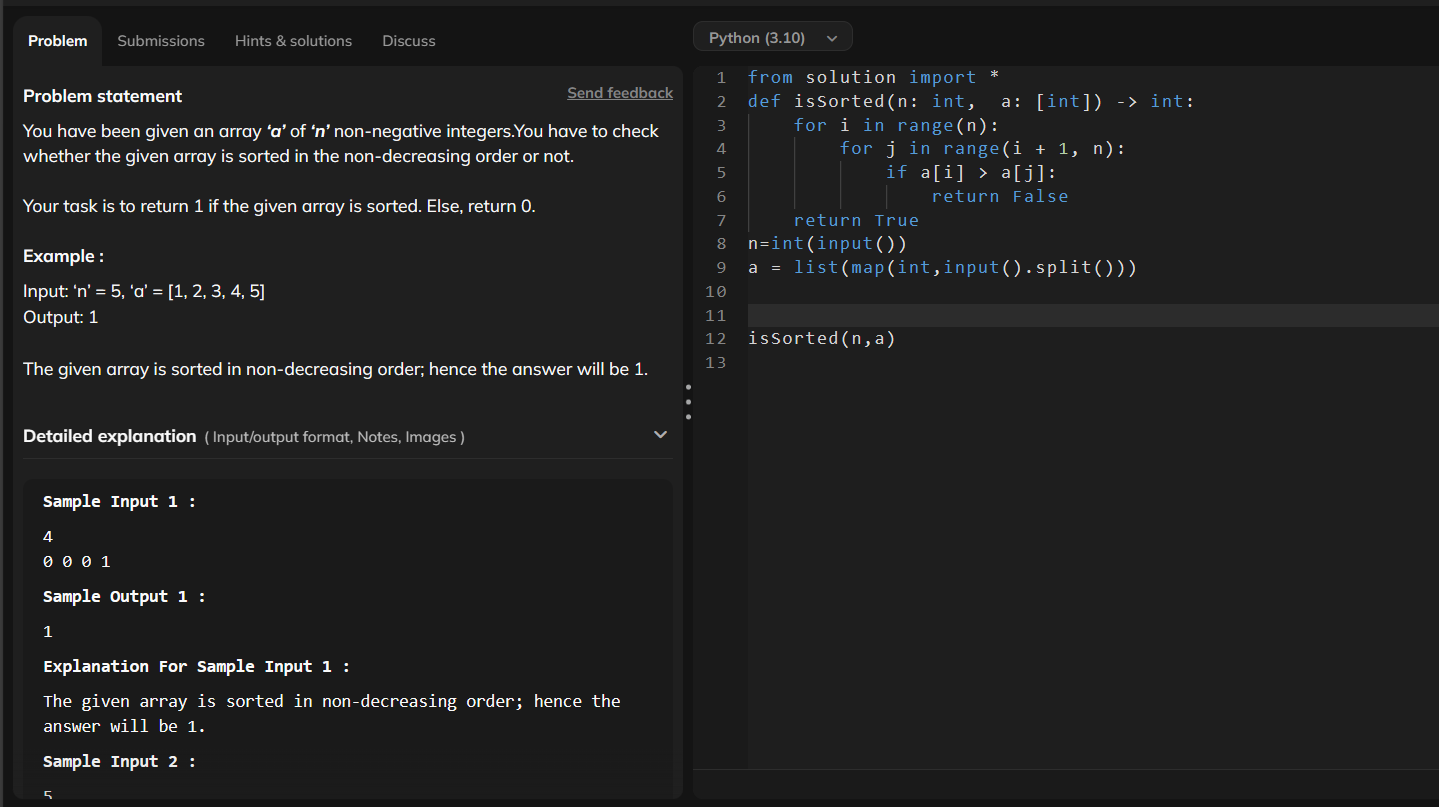 Problem Submissions Hints & solutions Discuss
Problem statement Send feedback
You have been given an array ‘a’ of ‘n’ non-negative integers.You have to check
whether the given array is sorted in the non-decreasing order or not.
Your task is to return 1 if the given array is sorted. Else, return 0.
Example :
Input: ‘n’ = 5, ‘a’ = [1, 2, 3, 4, 5]
Output: 1
The given array is sorted in non-decreasing order; hence the answer will be 1.
Detailed explanation ( Input/output format, Notes, Images )
Sample Input 1 :
4
0 0 0 1
Sample Output 1 :
1
Explanation For Sample Input 1 :
The given array is sorted in non-decreasing order; hence the
answer will be 1.
Sample Input 2 :
5
Python (3.10)
1 from solution import *
2 def isSorted(n: int,  a: [int]) -> int:
3     for i in range(n):
4         for j in range(i + 1, n):
5             if a[i] > a[j]:
6                 return False
7     return True
8 n=int(input())
9 a = list(map(int,input().split()))
10
11
12 isSorted(n,a)
13